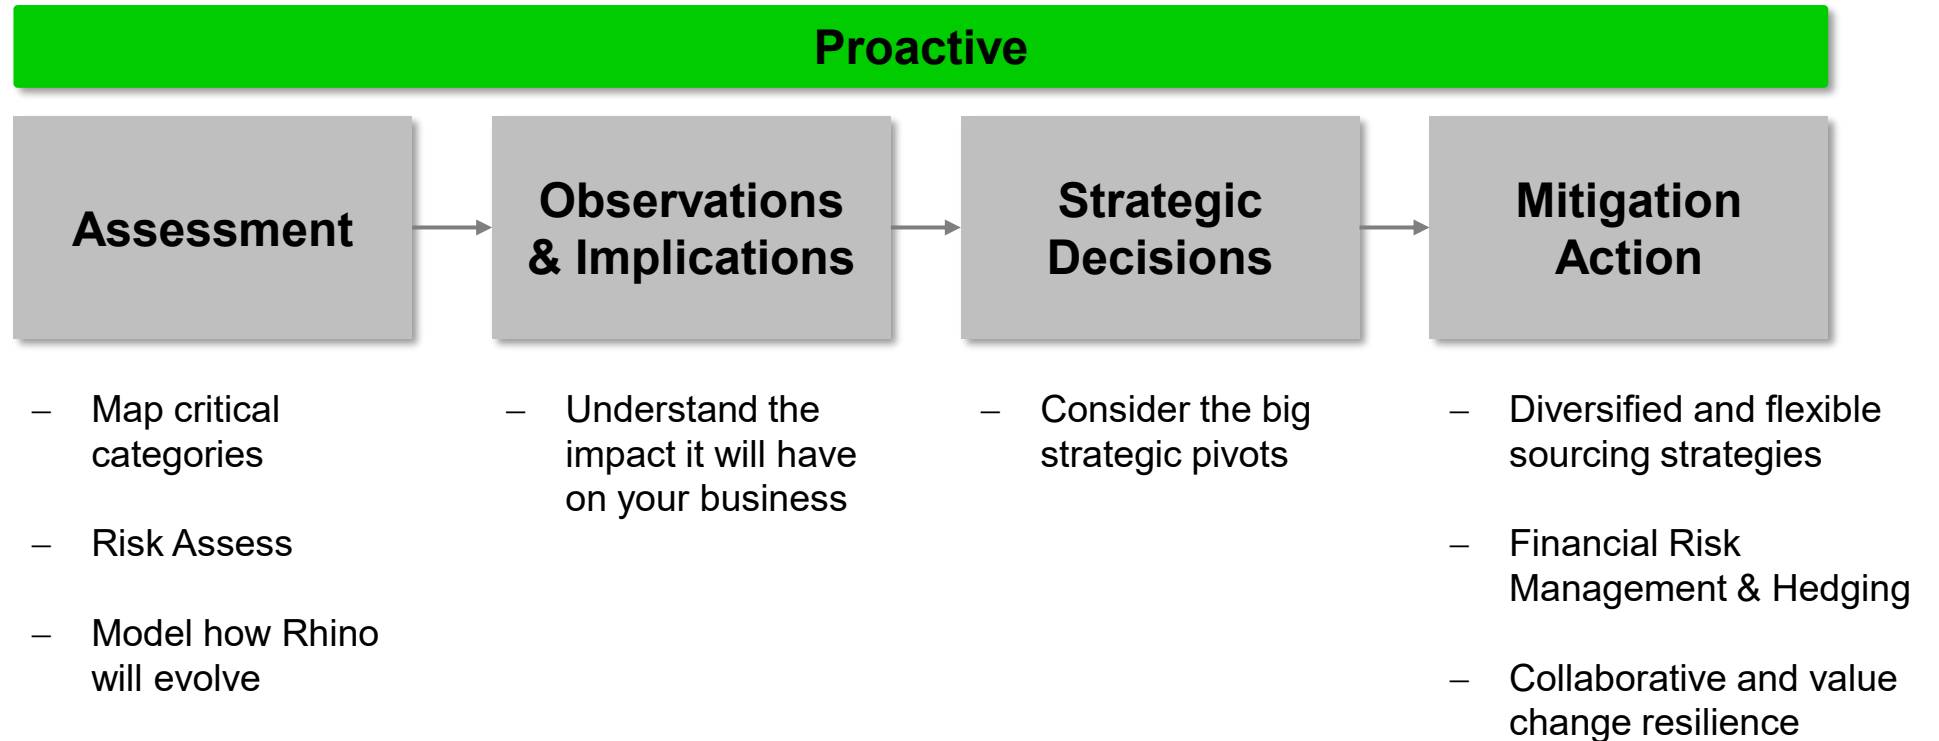 Proactive
Assessment
Observations
& Implications
Strategic
Decisions
Mitigation
Action
– Map critical
categories
– Risk Assess
– Model how Rhino
will evolve
– Understand the
impact it will have
on your business
– Consider the big
strategic pivots
– Diversified and flexible
sourcing strategies
– Financial Risk
Management & Hedging
– Collaborative and value
change resilience